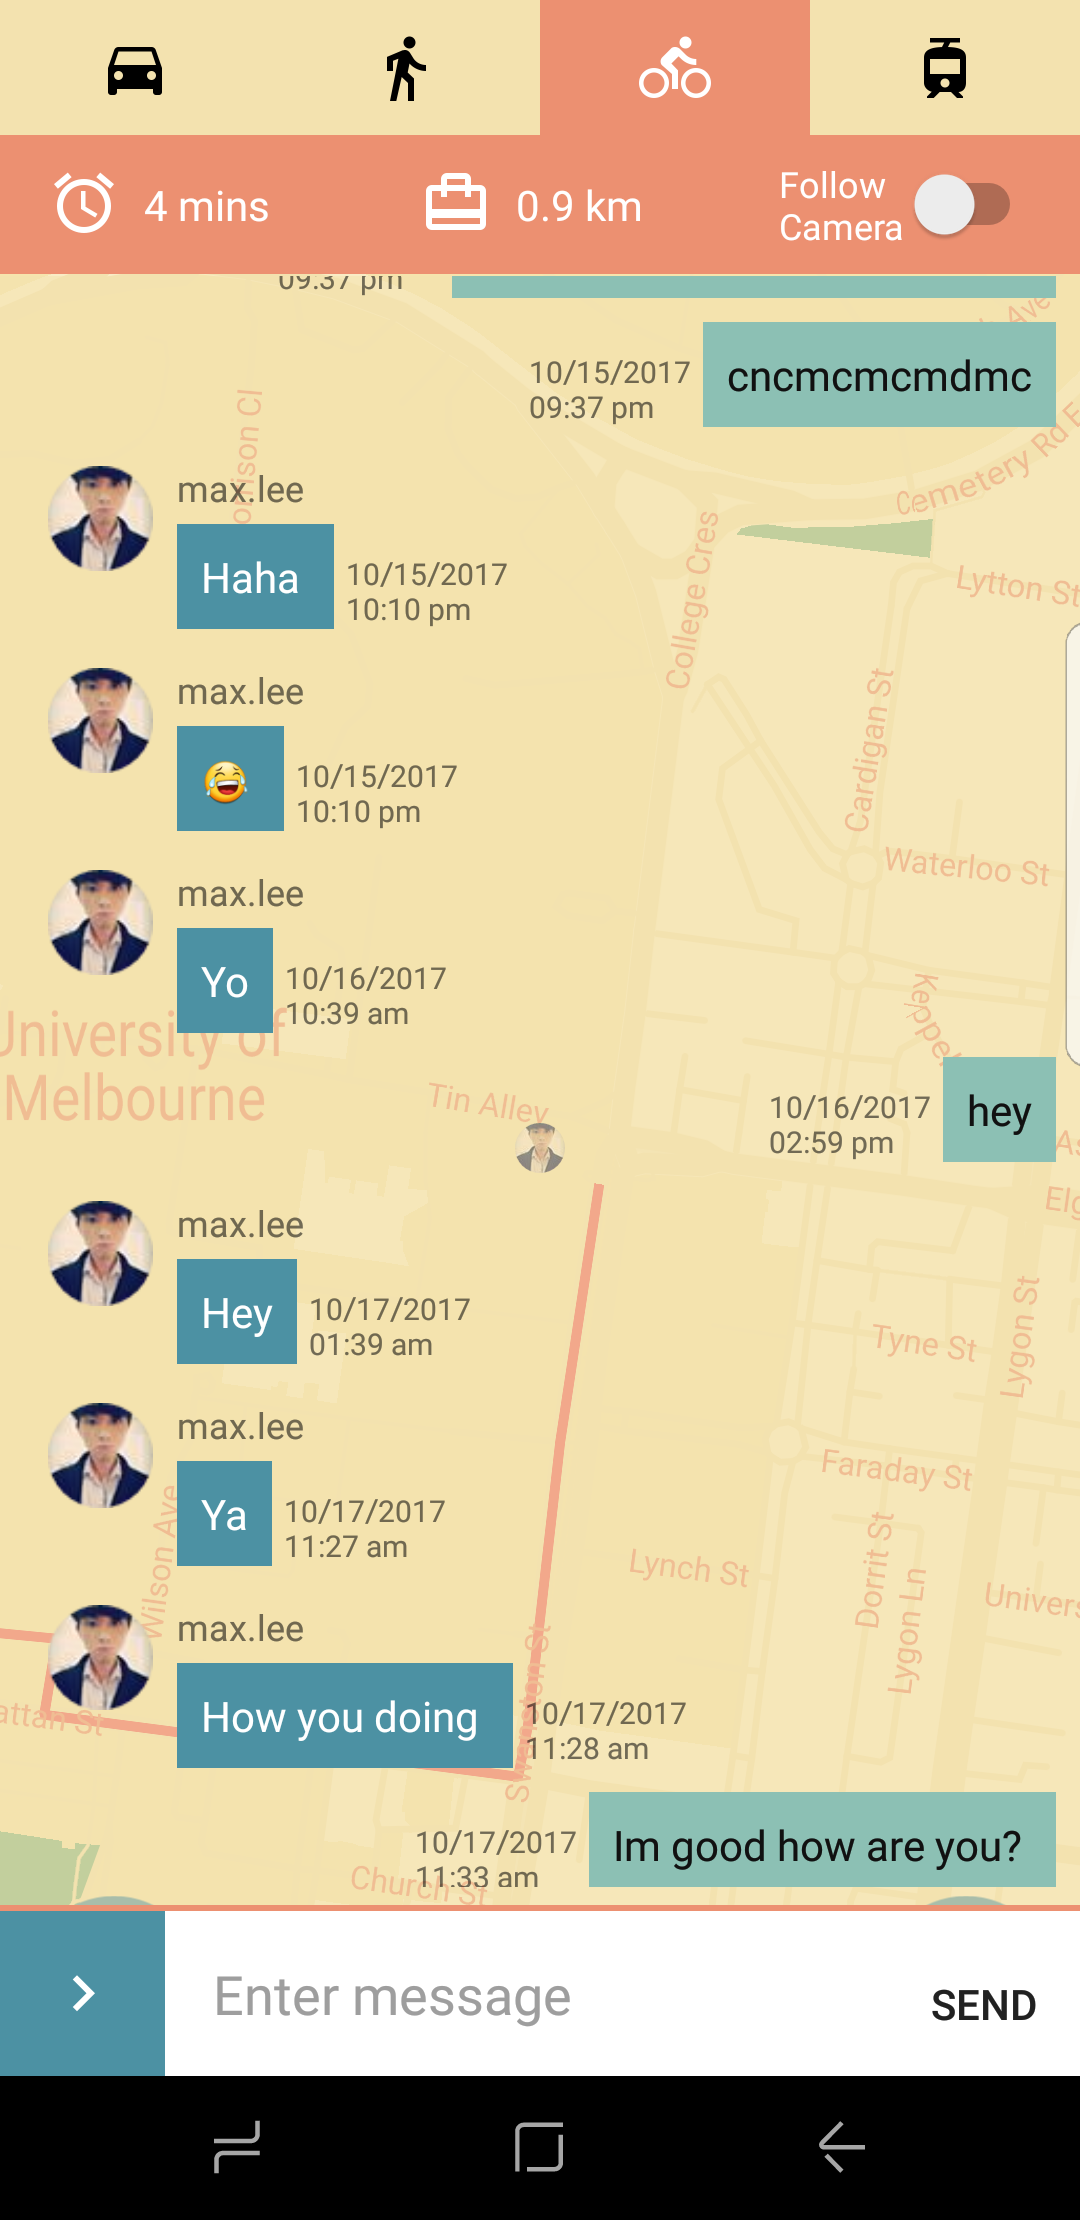 4 mins
0.9 km
Follow
Camera
09:37 pm
Ave
10/15/2017
09:37 pm
cncmcmcmdmc
Cemetery Rd E
max.lee
Haha
10/15/2017
10:10 pm
College Cres
Lytton St
max.lee
😂
10/15/2017
10:10 pm
Cardigan St
Waterloo St
max.lee
Yo
10/16/2017
10:39 am
University of
Melbourne
Keppel
Tin Alley
10/16/2017
02:59 pm
hey
max.lee
Hey
10/17/2017
01:39 am
Tyne St
Lygon St
max.lee
Ya
10/17/2017
11:27 am
Wilson Ave
Faraday St
Dorrit St
Lygon Ln
Lynch St
max.lee
How you doing
10/17/2017
11:28 am
Swanston St
10/17/2017
11:33 am
Im good how are you?
Church St
Enter message
SEND